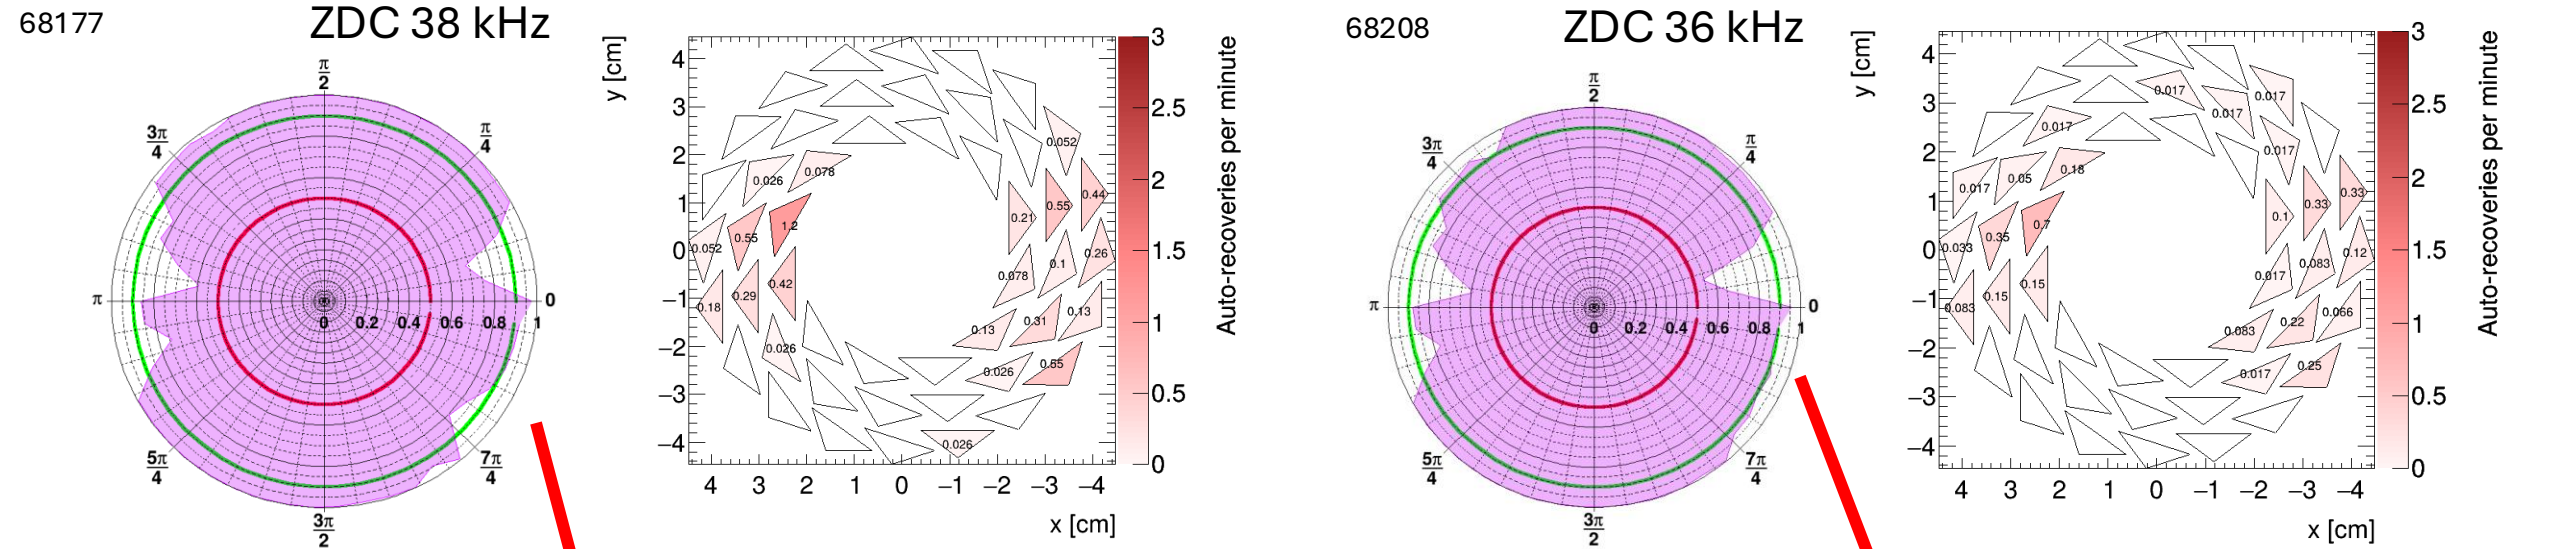 68177
ZDC 38 kHz
π/2
3π/4
π/4
π
0
0 0.2 0.4 0.6 0.8 1
5π/4
7π/4
3π/2
y [cm]
4
3
2
1
0
−1
−2
−3
−4
0.052
0.026 0.078 0.44
0.55
0.21
1.2
0.55
0.052 0.26
0.1
0.078
0.42
0.29
0.18 0.13
0.31
0.13
0.026 0.55
0.026
0.026
4 3 2 1 0 −1 −2 −3 −4
x [cm]
3
2.5
2
1.5
1
0.5
0
Auto-recoveries per minute
68208
ZDC 36 kHz
π/2
3π/4
π/4
π
0
0 0.2 0.4 0.6 0.8 1
5π/4
7π/4
3π/2
y [cm]
4
3
2
1
0
−1
−2
−3
−4
0.017 0.017
0.017
0.017
0.017
0.18
0.05
0.017 0.33
0.33
0.1
0.7
0.35
0.033 0.12
0.083
0.017
0.15
0.15
0.083 0.066
0.22
0.083
0.25
0.017
4 3 2 1 0 −1 −2 −3 −4
x [cm]
3
2.5
2
1.5
1
0.5
0
Auto-recoveries per minute